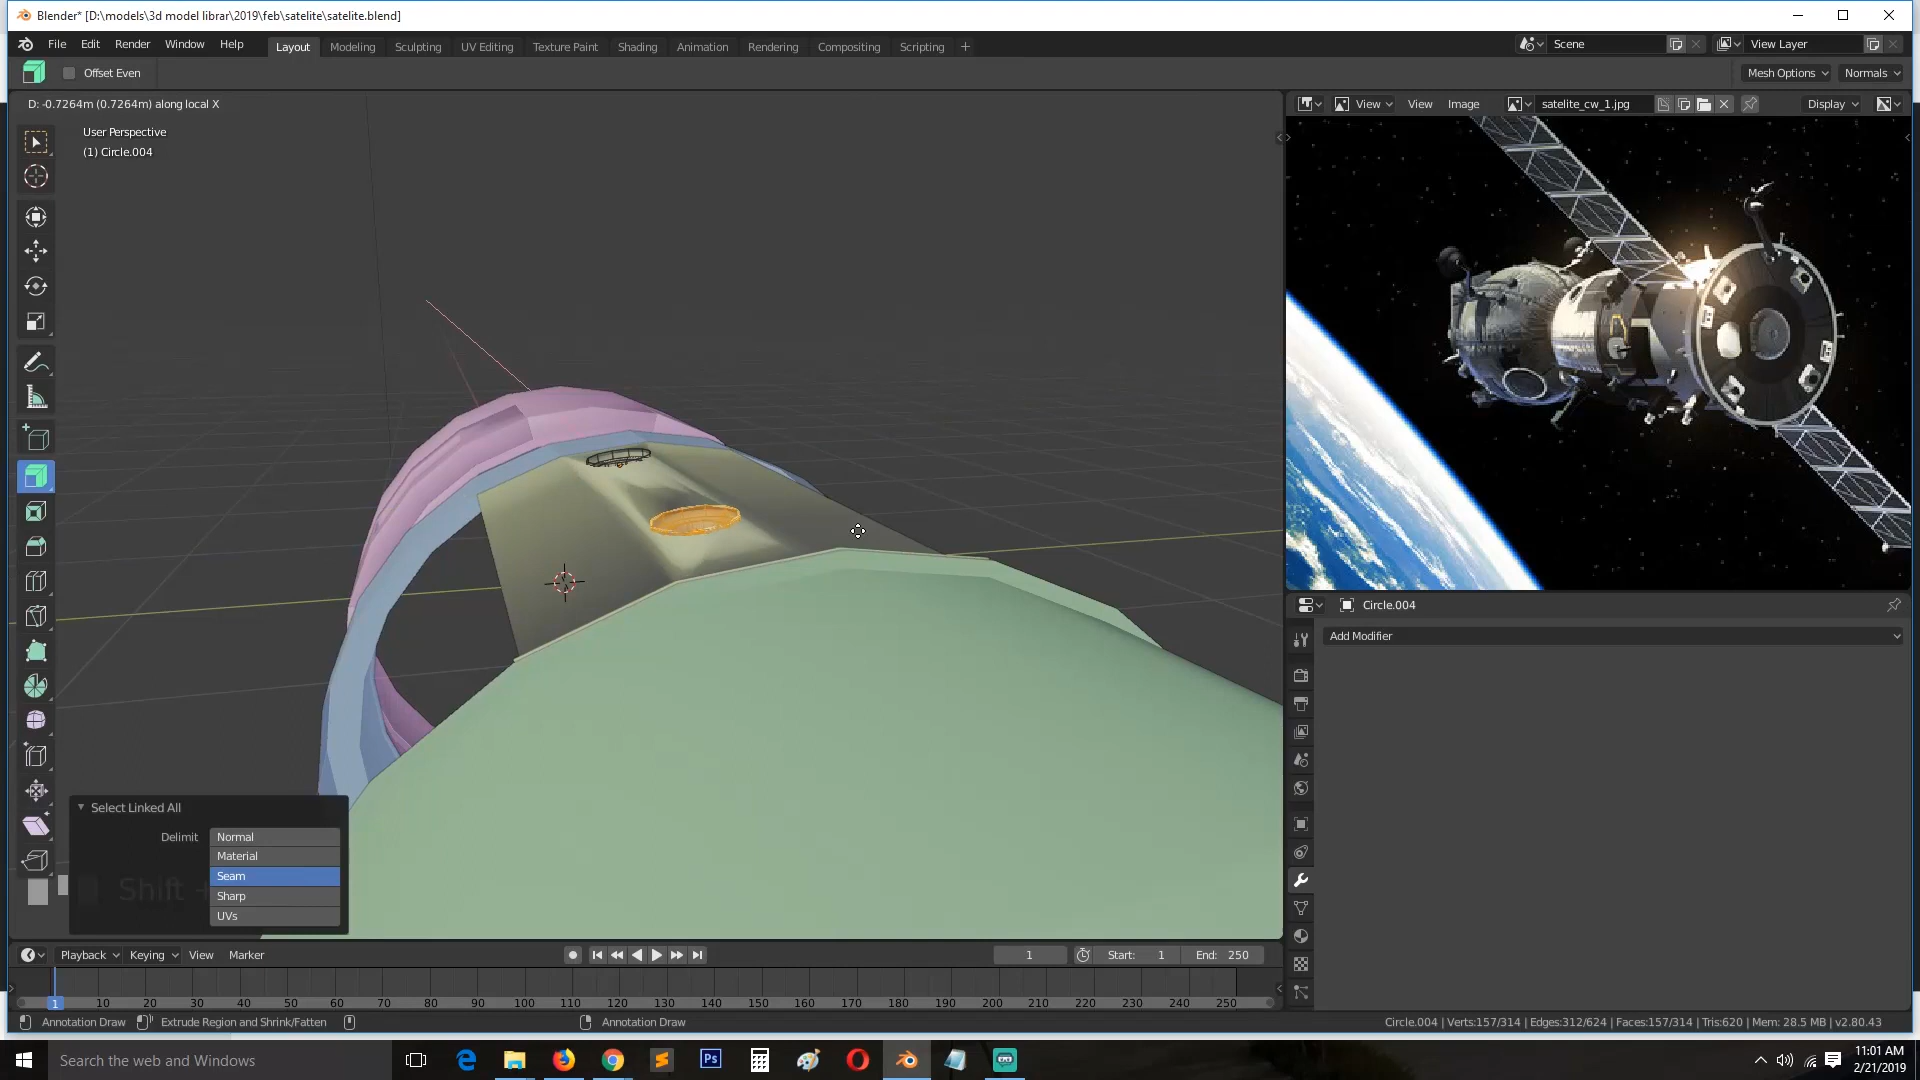 Blender* [D:\models\3d model librar\2019\feb\satelite\satelite.blend]
File Edit Render Window Help Layout Modeling Sculpting UV Editing Texture Paint Shading Animation Rendering Compositing Scripting + Scene View Layer
Offset Even Mesh Options Normals
D: -0.7264m (0.7264m) along local X View View Image satelite_cw_1.jpg Display
User Perspective
(1) Circle.004
Circle.004
Add Modifier
Select Linked All
Delimit Normal
Material
Seam
Shift +
Sharp
UVs
Playback Keying View Marker 1 Start: 1 End: 250
1 10 20 30 40 50 60 70 80 90 100 110 120 130 140 150 160 170 180 190 200 210 220 230 240 250
Annotation Draw Extrude Region and Shrink/Fatten Annotation Draw Circle.004 | Verts:157/314 | Edges:312/624 | Faces:157/314 | Tris:620 | Mem: 28.5 MB | v2.80.43
Search the web and Windows Ps 11:01 AM
2/21/2019